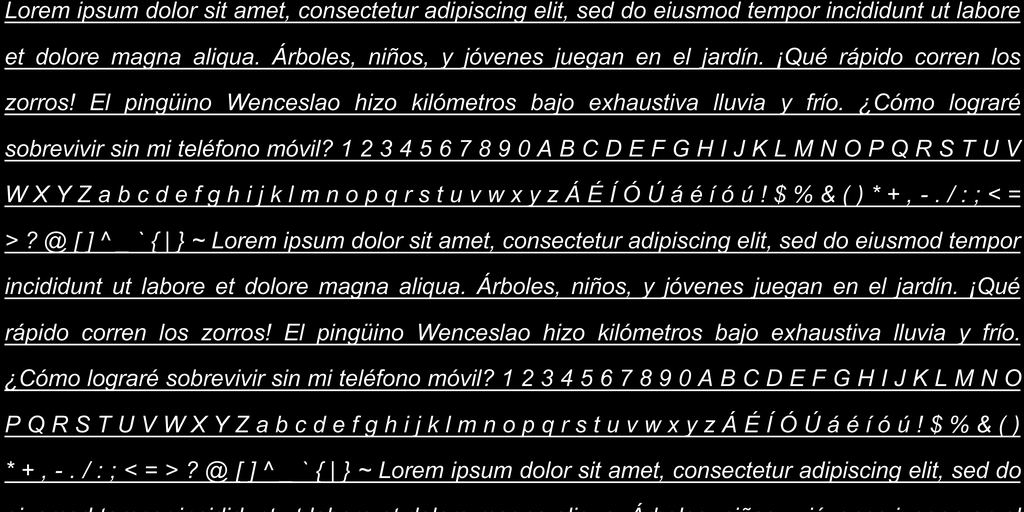 Lorem ipsum dolor sit amet, consectetur adipiscing elit, sed do eiusmod tempor incididunt ut labore
et dolore magna aliqua. Árboles, niños, y jóvenes juegan en el jardín. ¡Qué rápido corren los
zorros! El pingüino Wenceslao hizo kilómetros bajo exhaustiva lluvia y frío. ¿Cómo lograré
sobrevivir sin mi teléfono móvil? 1 2 3 4 5 6 7 8 9 0 A B C D E F G H I J K L M N O P Q R S T U V
W X Y Z a b c d e f g h i j k l m n o p q r s t u v w x y z Á É Í Ó Ú á é í ó ú ! $ % & ( ) * + , - . / : ; < =
> ? @ [ ] ^ _ ` { | } ~ Lorem ipsum dolor sit amet, consectetur adipiscing elit, sed do eiusmod tempor
incididunt ut labore et dolore magna aliqua. Árboles, niños, y jóvenes juegan en el jardín. ¡Qué
rápido corren los zorros! El pingüino Wenceslao hizo kilómetros bajo exhaustiva lluvia y frío.
¿Cómo lograré sobrevivir sin mi teléfono móvil? 1 2 3 4 5 6 7 8 9 0 A B C D E F G H I J K L M N O
P Q R S T U V W X Y Z a b c d e f g h i j k l m n o p q r s t u v w x y z Á É Í Ó Ú á é í ó ú ! $ % & ( )
* + , - . / : ; < = > ? @ [ ] ^ _ ` { | } ~ Lorem ipsum dolor sit amet, consectetur adipiscing elit, sed do